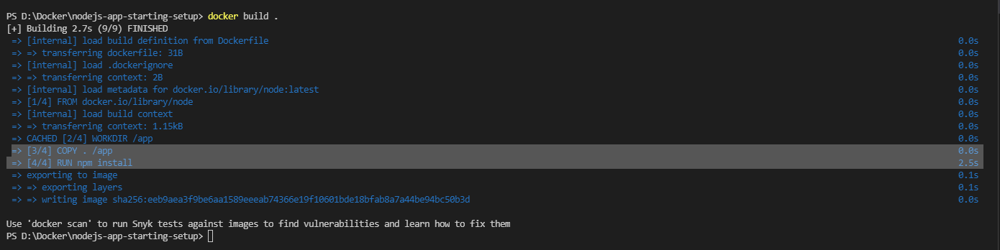 PS D:\Docker\nodejs-app-starting-setup> docker build .
[+] Building 2.7s (9/9) FINISHED
=> [internal] load build definition from Dockerfile 0.0s
=> => transferring dockerfile: 31B 0.0s
=> [internal] load .dockerignore 0.0s
=> => transferring context: 2B 0.0s
=> [internal] load metadata for docker.io/library/node:latest 0.0s
=> [1/4] FROM docker.io/library/node 0.0s
=> [internal] load build context 0.0s
=> => transferring context: 1.15kB 0.0s
=> CACHED [2/4] WORKDIR /app 0.0s
=> [3/4] COPY . /app 0.0s
=> [4/4] RUN npm install 2.5s
=> exporting to image 0.1s
=> => exporting layers 0.1s
=> => writing image sha256:eeb9aea3f9be6aa1589eeeab74366e19f10601bde18bfab8a7a44be94bc50b3d 0.0s
Use 'docker scan' to run Snyk tests against images to find vulnerabilities and learn how to fix them
PS D:\Docker\nodejs-app-starting-setup>